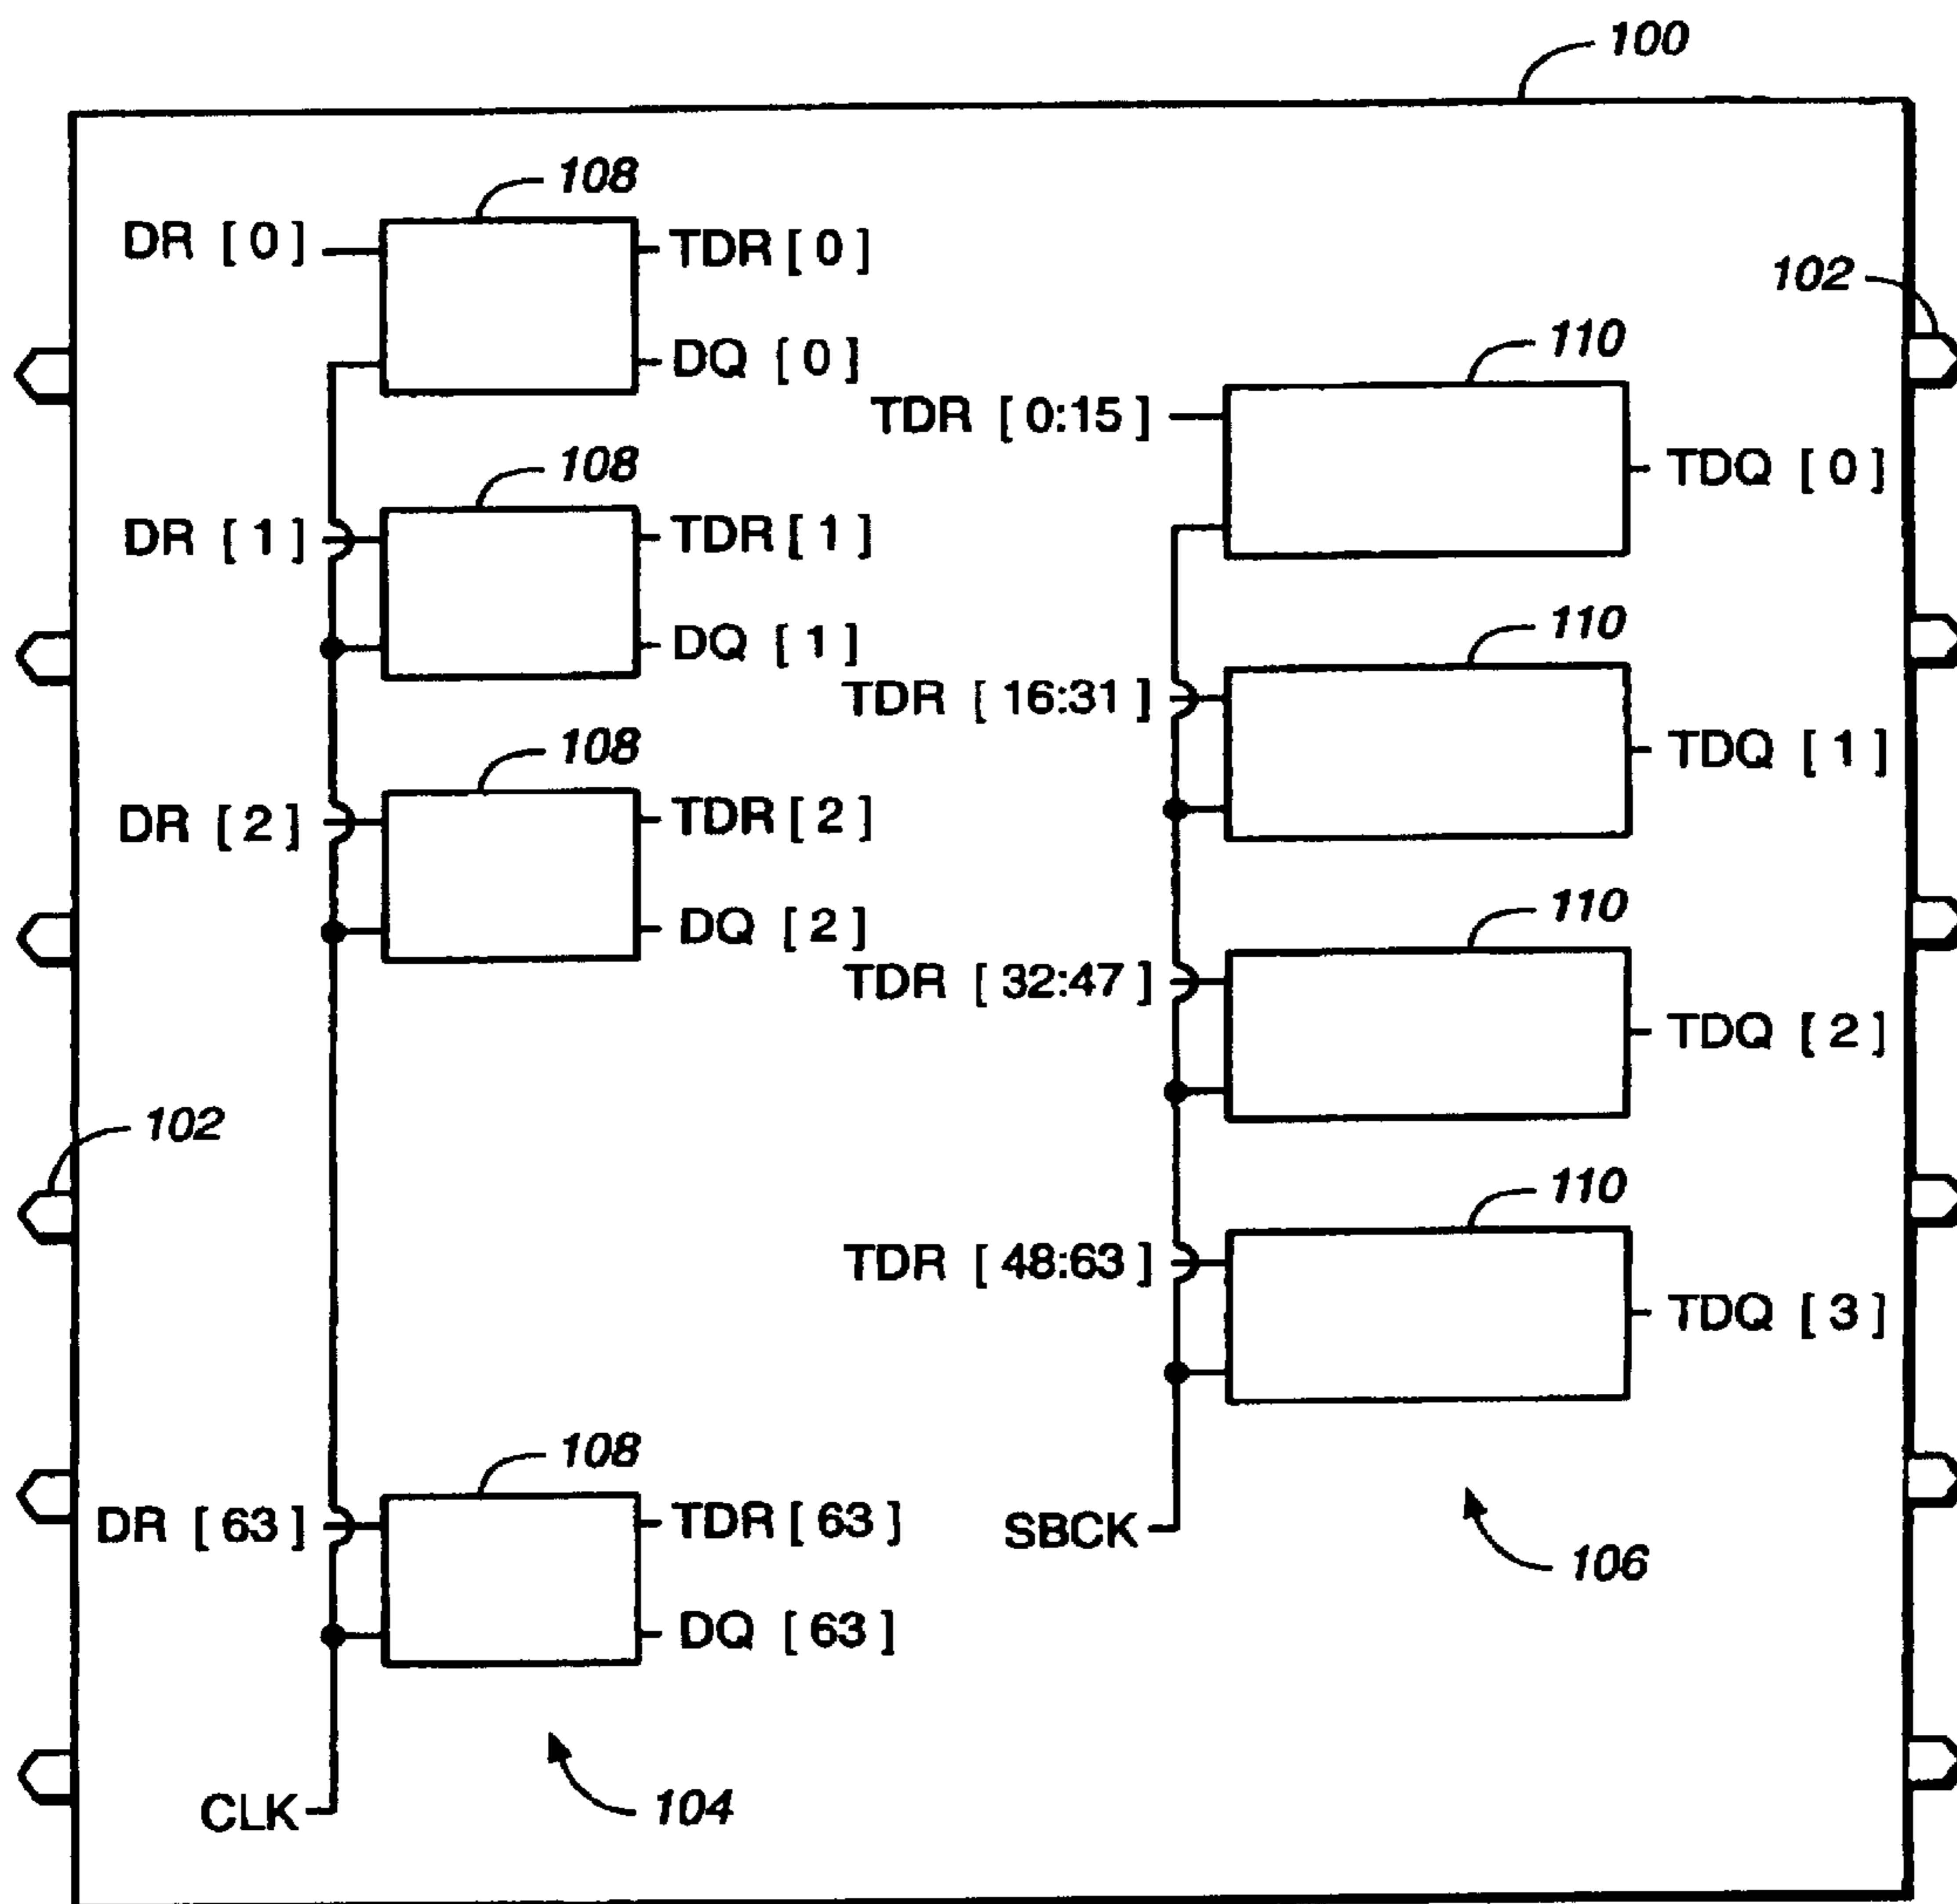 100
108
DR [ 0 ]
TDR [ 0 ]
DQ [ 0 ]
102
110
TDR [ 0:15 ]
TDQ [ 0 ]
108
DR [ 1 ]
TDR [ 1 ]
DQ [ 1 ]
110
TDR [ 16:31 ]
TDQ [ 1 ]
108
DR [ 2 ]
TDR [ 2 ]
DQ [ 2 ]
110
TDR [ 32:47 ]
TDQ [ 2 ]
102
110
TDR [ 48:63 ]
TDQ [ 3 ]
108
DR [ 63 ]
TDR [ 63 ]
DQ [ 63 ]
SBCK
106
CLK
104